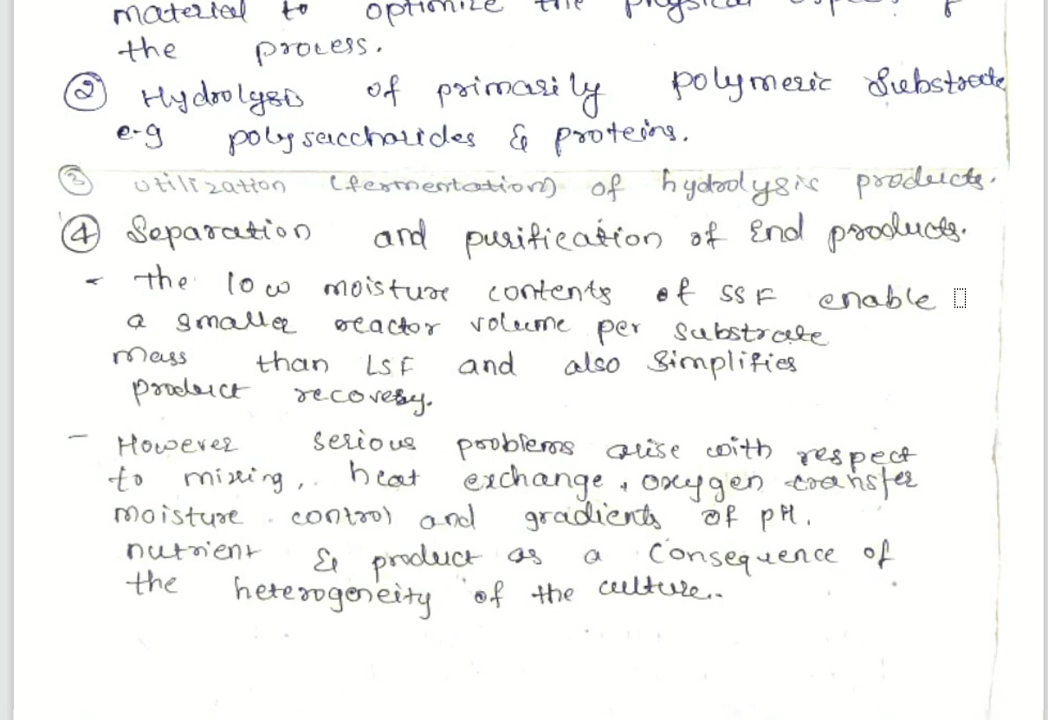 material to optimize the physical
the process.
② Hydrolysis of primarily polymeric Substrate
e-g polysaccharides & proteins.
③ Utilization (fermentation) of hydrolysis products.
④ Separation and purification of End products.
- the low moisture contents of SSF enable
a smaller reactor volume per substrate
mass than LSF and also simplifies
product recovery.
- However serious problems arise with respect
to mixing, heat exchange, oxygen transfer
moisture control and gradients of pH,
nutrient & product as a consequence of
the heterogeneity of the culture..